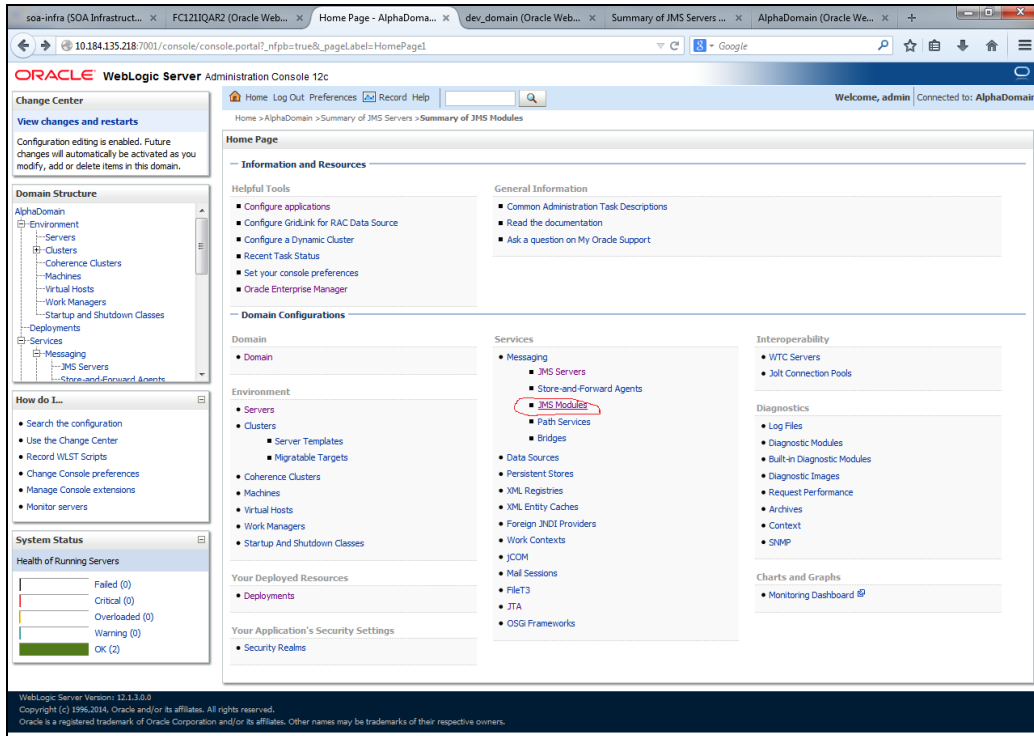 soa-infra (SOA Infrastruct... ×
FC121IQAR2 (Oracle Web... ×
Home Page - AlphaDoma... ×
dev_domain (Oracle Web... ×
Summary of JMS Servers ... ×
AlphaDomain (Oracle We... ×
10.184.135.218:7001/console/console.portal?_nfpb=true&_pageLabel=HomePage1
Google
ORACLE WebLogic Server Administration Console 12c
Change Center
View changes and restarts
Configuration editing is enabled. Future
changes will automatically be activated as you
modify, add or delete items in this domain.
Domain Structure
AlphaDomain
Environment
Servers
Clusters
Coherence Clusters
Machines
Virtual Hosts
Work Managers
Startup and Shutdown Classes
Deployments
Services
Messaging
JMS Servers
Store-and-Forward Agents
How do I...
• Search the configuration
• Use the Change Center
• Record WLST Scripts
• Change Console preferences
• Manage Console extensions
• Monitor servers
System Status
Health of Running Servers
Failed (0)
Critical (0)
Overloaded (0)
Warning (0)
OK (2)
Home Log Out Preferences Record Help
Welcome, admin Connected to: AlphaDomain
Home >AlphaDomain >Summary of JMS Servers >Summary of JMS Modules
Home Page
Information and Resources
Helpful Tools
Configure applications
Configure GridLink for RAC Data Source
Configure a Dynamic Cluster
Recent Task Status
Set your console preferences
Oracle Enterprise Manager
General Information
Common Administration Task Descriptions
Read the documentation
Ask a question on My Oracle Support
Domain Configurations
Domain
• Domain
Environment
• Servers
• Clusters
Server Templates
Migratable Targets
• Coherence Clusters
• Machines
• Virtual Hosts
• Work Managers
• Startup And Shutdown Classes
Your Deployed Resources
• Deployments
Your Application's Security Settings
• Security Realms
Services
• Messaging
JMS Servers
Store-and-Forward Agents
JMS Modules
Path Services
Bridges
• Data Sources
• Persistent Stores
• XML Registries
• XML Entity Caches
• Foreign JNDI Providers
• Work Contexts
• jCOM
• Mail Sessions
• FileT3
• JTA
• OSGi Frameworks
Interoperability
• WTC Servers
• Jolt Connection Pools
Diagnostics
• Log Files
• Diagnostic Modules
• Built-in Diagnostic Modules
• Diagnostic Images
• Request Performance
• Archives
• Context
• SNMP
Charts and Graphs
• Monitoring Dashboard
WebLogic Server Version: 12.1.3.0.0
Copyright (c) 1996,2014, Oracle and/or its affiliates. All rights reserved.
Oracle is a registered trademark of Oracle Corporation and/or its affiliates. Other names may be trademarks of their respective owners.